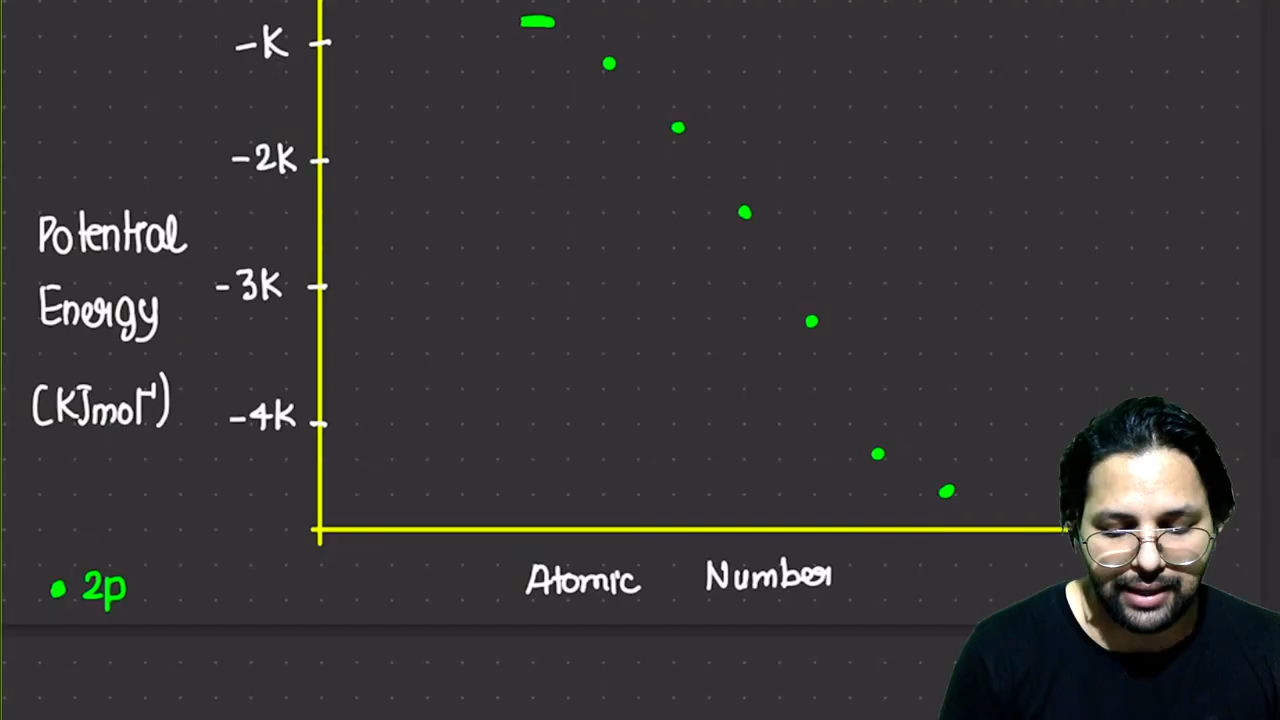 -K
-2K
Potential
-3K
Energy
(KJmol⁻¹)
-4K
Atomic Number
2p